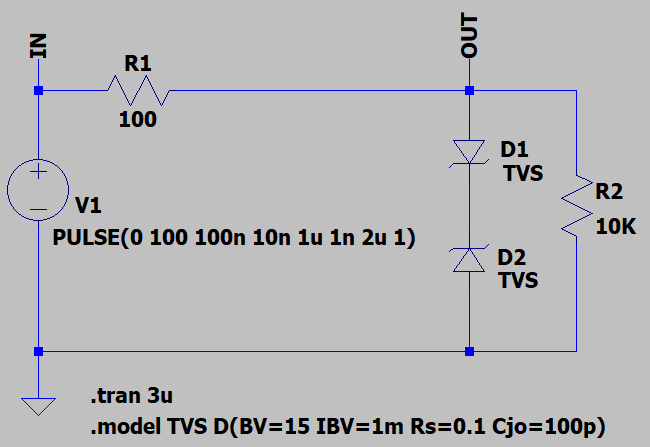 IN
OUT
R1
100
D1
TVS
R2
10K
V1
PULSE(0 100 100n 10n 1u 1n 2u 1)
D2
TVS
.tran 3u
.model TVS D(BV=15 IBV=1m Rs=0.1 Cjo=100p)